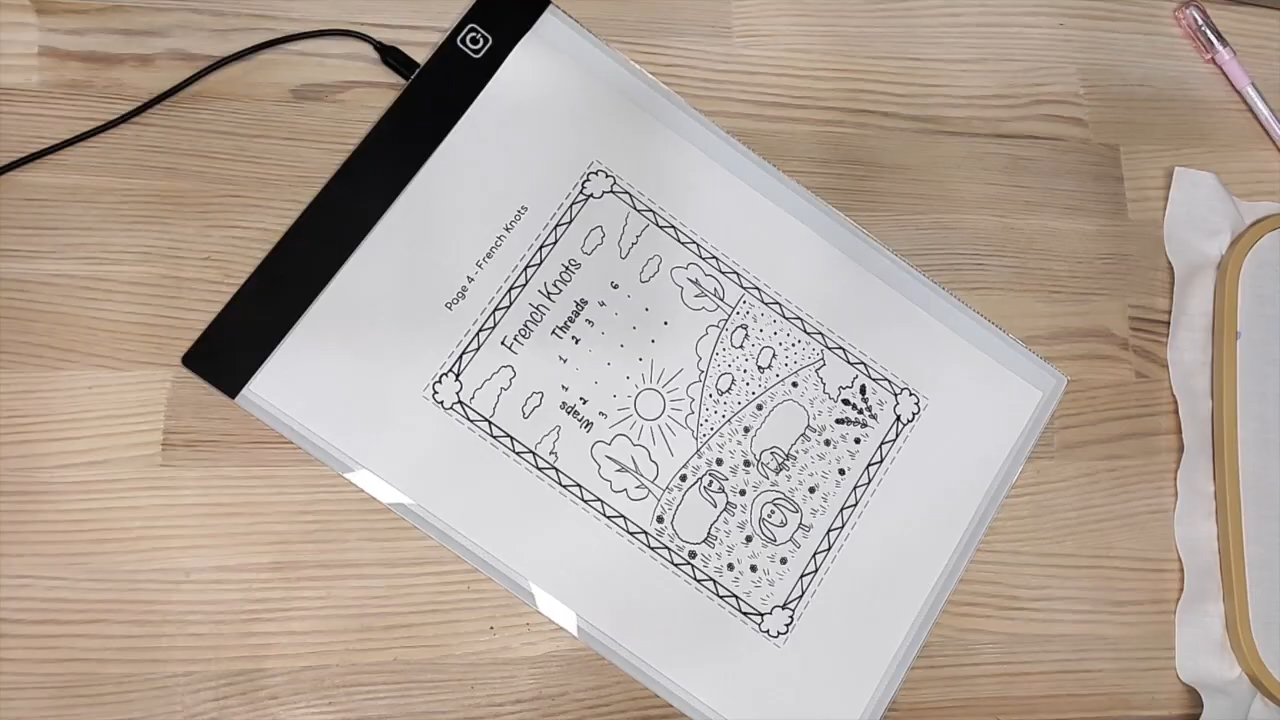 Page 4 - French Knots
French Knots
Threads
1 2 3 4 6
Wraps
1
2
3